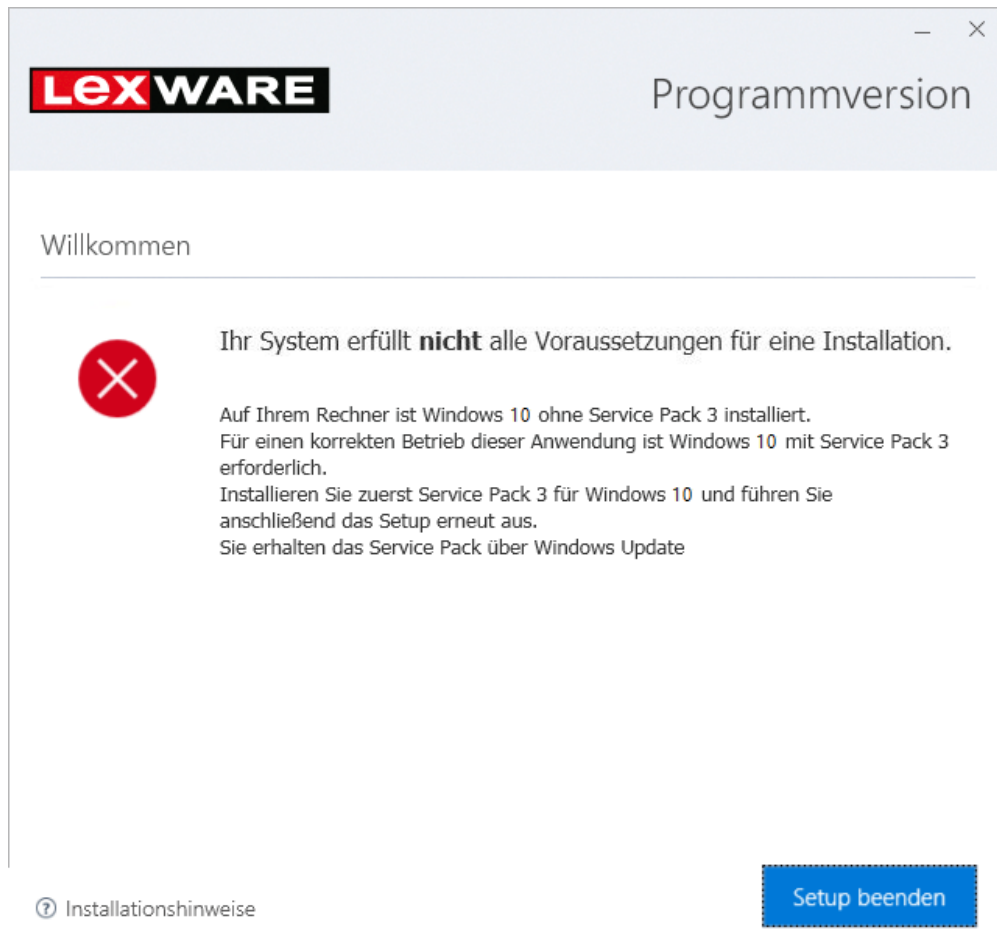 LexWARE
Programmversion
Willkommen
Ihr System erfüllt nicht alle Voraussetzungen für eine Installation.
Auf Ihrem Rechner ist Windows 10 ohne Service Pack 3 installiert.
Für einen korrekten Betrieb dieser Anwendung ist Windows 10 mit Service Pack 3
erforderlich.
Installieren Sie zuerst Service Pack 3 für Windows 10 und führen Sie
anschließend das Setup erneut aus.
Sie erhalten das Service Pack über Windows Update
? Installationshinweise
Setup beenden